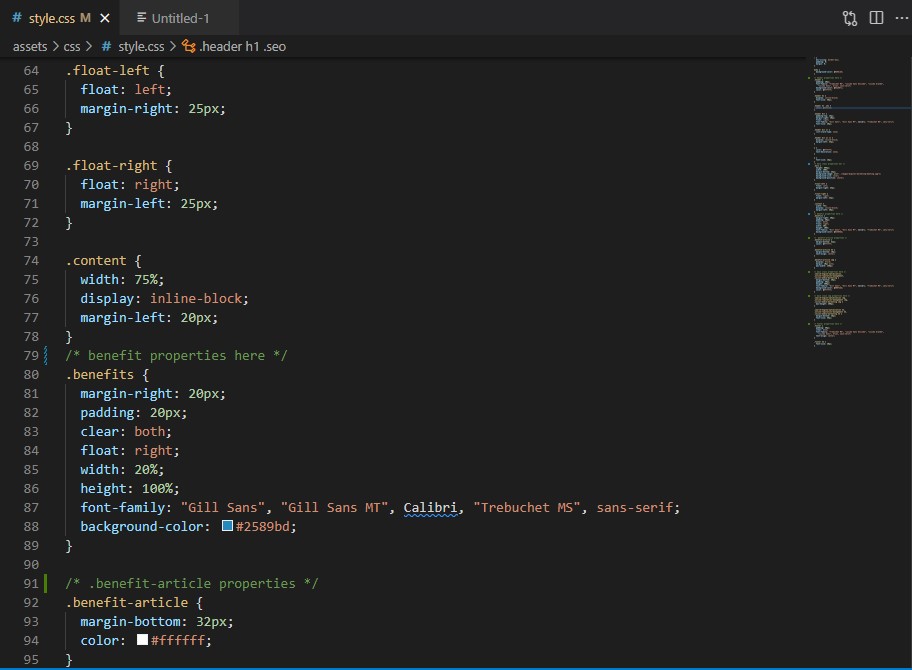 # style.css M ×
Untitled-1
assets > css > # style.css > .header h1 .seo
64 .float-left {
65 float: left;
66 margin-right: 25px;
67 }
68
69 .float-right {
70 float: right;
71 margin-left: 25px;
72 }
73
74 .content {
75 width: 75%;
76 display: inline-block;
77 margin-left: 20px;
78 }
79 /* benefit properties here */
80 .benefits {
81 margin-right: 20px;
82 padding: 20px;
83 clear: both;
84 float: right;
85 width: 20%;
86 height: 100%;
87 font-family: "Gill Sans", "Gill Sans MT", Calibri, "Trebuchet MS", sans-serif;
88 background-color: #2589bd;
89 }
90
91 /* .benefit-article properties */
92 .benefit-article {
93 margin-bottom: 32px;
94 color: #ffffff;
95 }